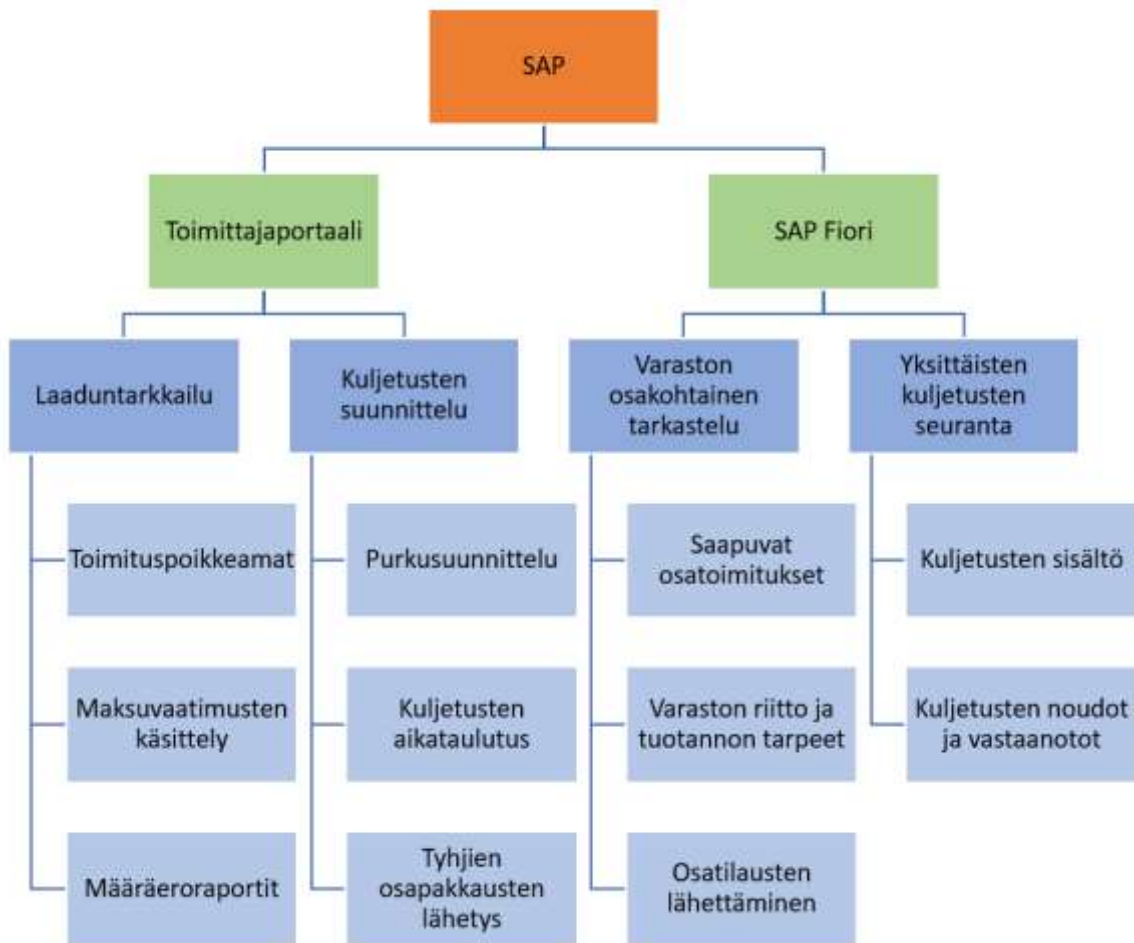 SAP
Toimittajaportaali
SAP Fiori
Laaduntarkkailu
Kuljetusten
suunnittelu
Varaston
osakohtainen
tarkastelu
Yksittäisten
kuljetusten
seuranta
Toimituspoikkeamat
Purkusuunnittelu
Saapuvat
osatoimitukset
Kuljetusten sisältö
Maksuvaatimusten
käsittely
Kuljetusten
aikataulutus
Varaston riitto ja
tuotannon tarpeet
Kuljetusten noudot
ja vastaanotot
Määräeroraportit
Tyhjien
osapakkausten
lähetys
Osatilausten
lähettäminen